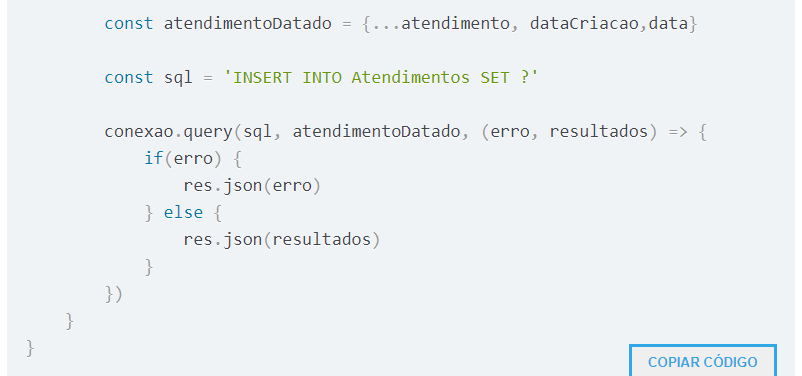 const atendimentoDatado = {...atendimento, dataCriacao,data}
const sql = 'INSERT INTO Atendimentos SET ?'
conexao.query(sql, atendimentoDatado, (erro, resultados) => {
if(erro) {
res.json(erro)
} else {
res.json(resultados)
}
})
}
}
COPIAR CÓDIGO